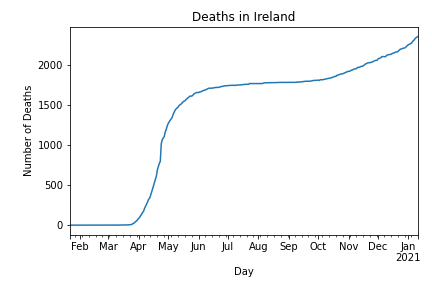 Deaths in Ireland
Number of Deaths
2000
1500
1000
500
0
Feb Mar Apr May Jun Jul Aug Sep Oct Nov Dec Jan
2021
Day